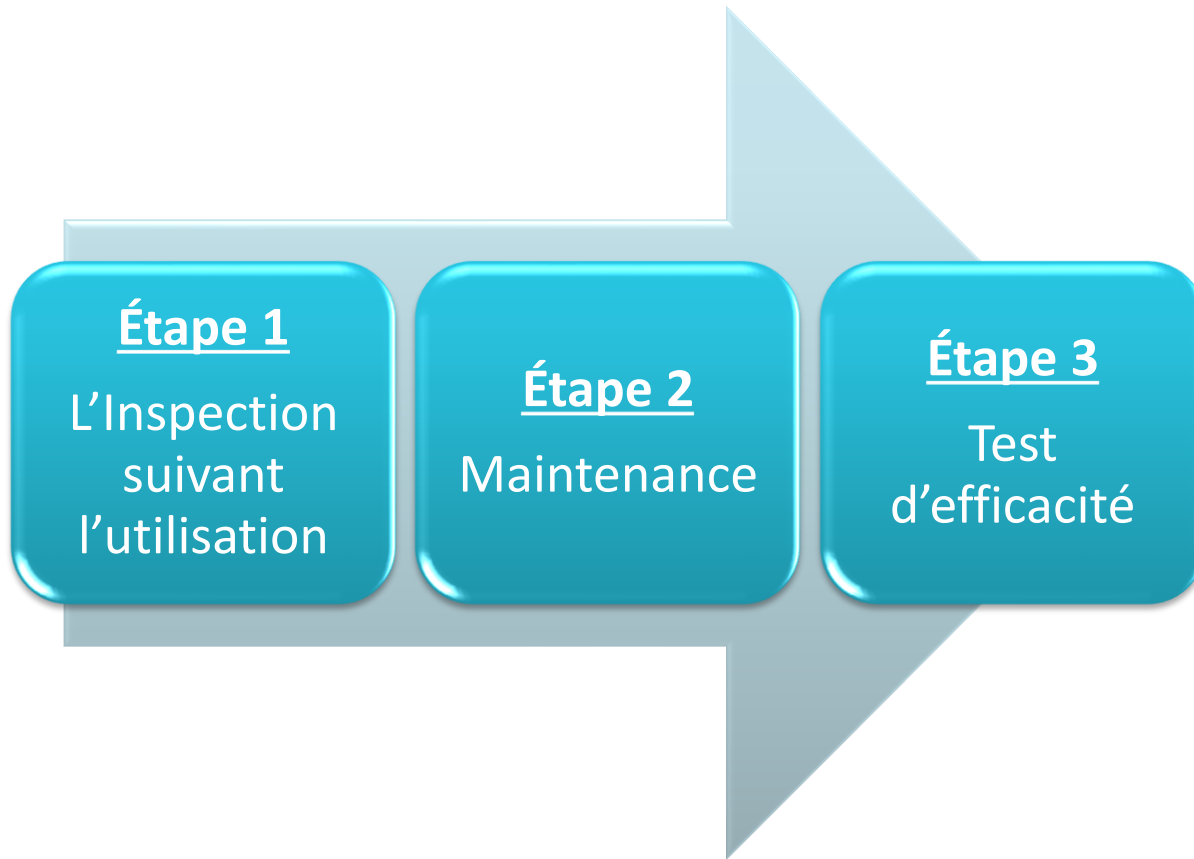 Étape 1
L’Inspection
suivant
l’utilisation
Étape 2
Maintenance
Étape 3
Test
d’efficacité